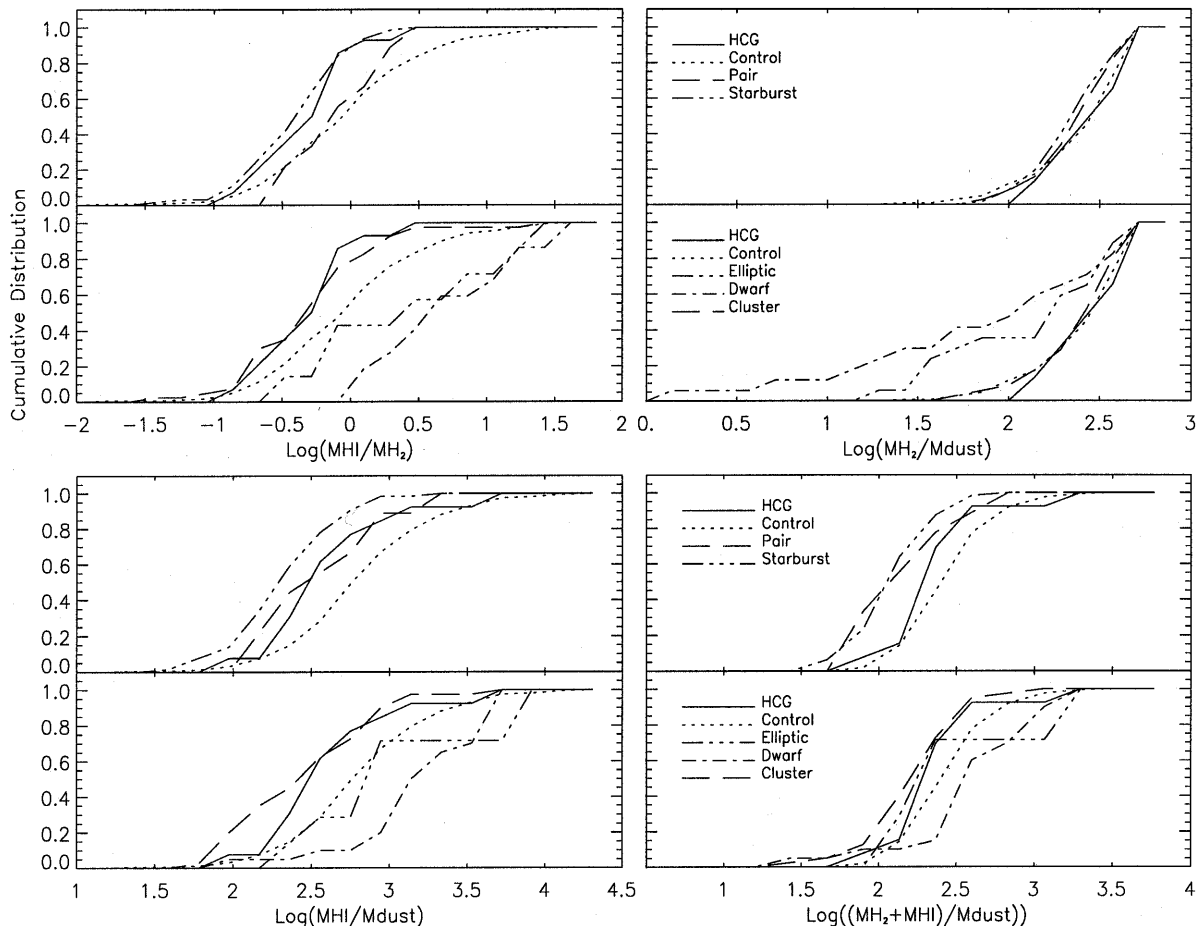 1.0
0.8
0.6
0.4
0.2
0.0
HCG
Control
Pair
Starburst
Cumulative Distribution
1.0
0.8
0.6
0.4
0.2
0.0
HCG
Control
Elliptic
Dwarf
Cluster
−2 −1.5 −1 −0.5 −0 0.5 1 1.5 2
Log(MHI/MH₂)
0. 0.5 1 1.5 2 2.5 3
Log(MH₂/Mdust)
1.0
0.8
0.6
0.4
0.2
0.0
HCG
Control
Pair
Starburst
1.0
0.8
0.6
0.4
0.2
0.0
HCG
Control
Elliptic
Dwarf
Cluster
1 1.5 2 2.5 3 3.5 4 4.5
Log(MHI/Mdust)
1 1.5 2 2.5 3 3.5 4
Log((MH₂+MHI)/Mdust))